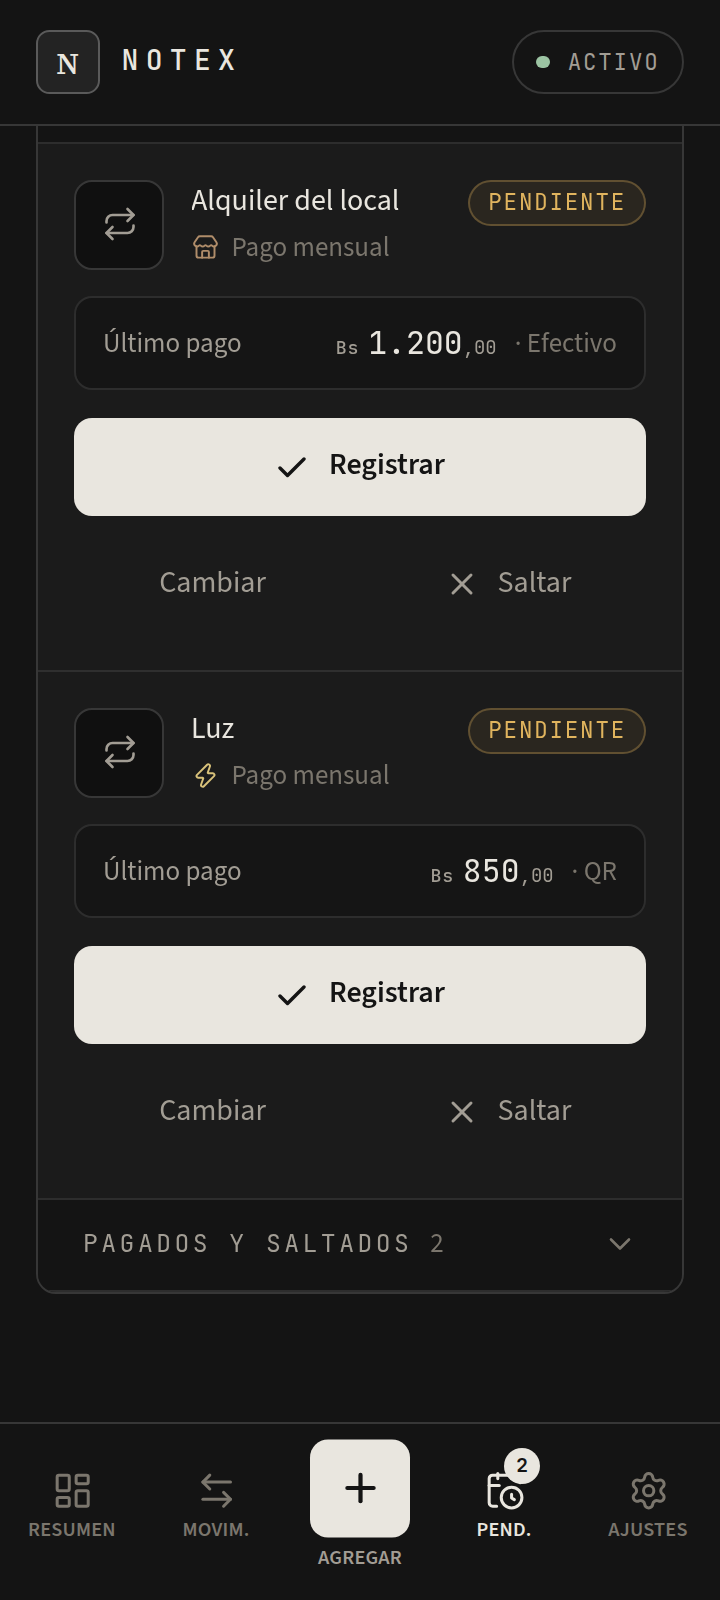 N NOTEX ACTIVO
Alquiler del local PENDIENTE
Pago mensual
Último pago Bs 1.200,00 · Efectivo
Registrar
Cambiar Saltar
Luz PENDIENTE
Pago mensual
Último pago Bs 850,00 · QR
Registrar
Cambiar Saltar
PAGADOS Y SALTADOS 2
2
RESUMEN MOVIM. AGREGAR PEND. AJUSTES